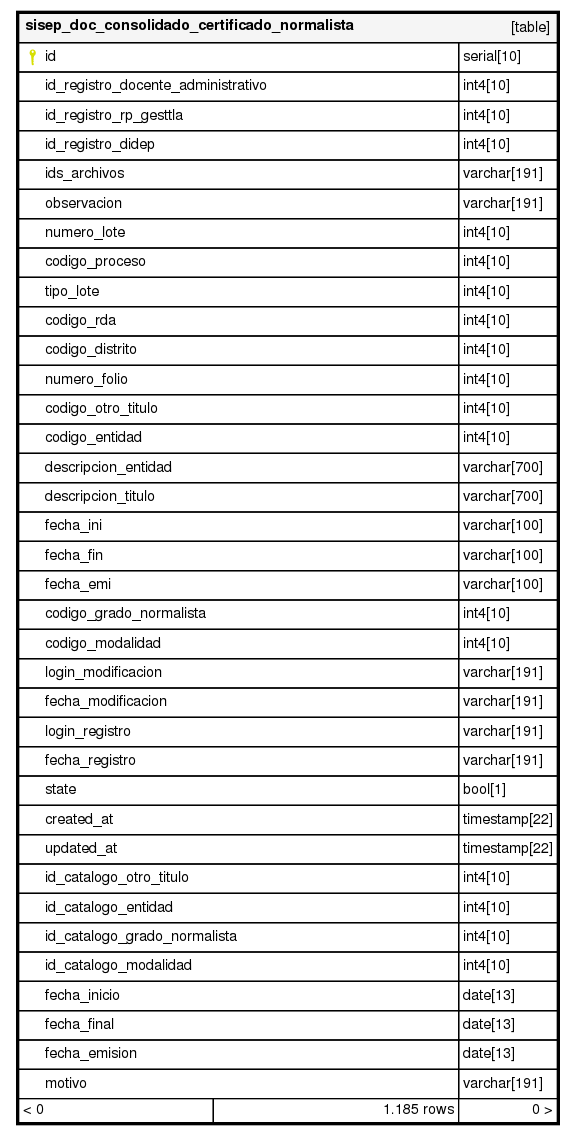 sisep_doc_consolidado_certificado_normalista [table]
id serial[10]
id_registro_docente_administrativo int4[10]
id_registro_rp_gesttla int4[10]
id_registro_didep int4[10]
ids_archivos varchar[191]
observacion varchar[191]
numero_lote int4[10]
codigo_proceso int4[10]
tipo_lote int4[10]
codigo_rda int4[10]
codigo_distrito int4[10]
numero_folio int4[10]
codigo_otro_titulo int4[10]
codigo_entidad int4[10]
descripcion_entidad varchar[700]
descripcion_titulo varchar[700]
fecha_ini varchar[100]
fecha_fin varchar[100]
fecha_emi varchar[100]
codigo_grado_normalista int4[10]
codigo_modalidad int4[10]
login_modificacion varchar[191]
fecha_modificacion varchar[191]
login_registro varchar[191]
fecha_registro varchar[191]
state bool[1]
created_at timestamp[22]
updated_at timestamp[22]
id_catalogo_otro_titulo int4[10]
id_catalogo_entidad int4[10]
id_catalogo_grado_normalista int4[10]
id_catalogo_modalidad int4[10]
fecha_inicio date[13]
fecha_final date[13]
fecha_emision date[13]
motivo varchar[191]
< 0 1.185 rows 0 >